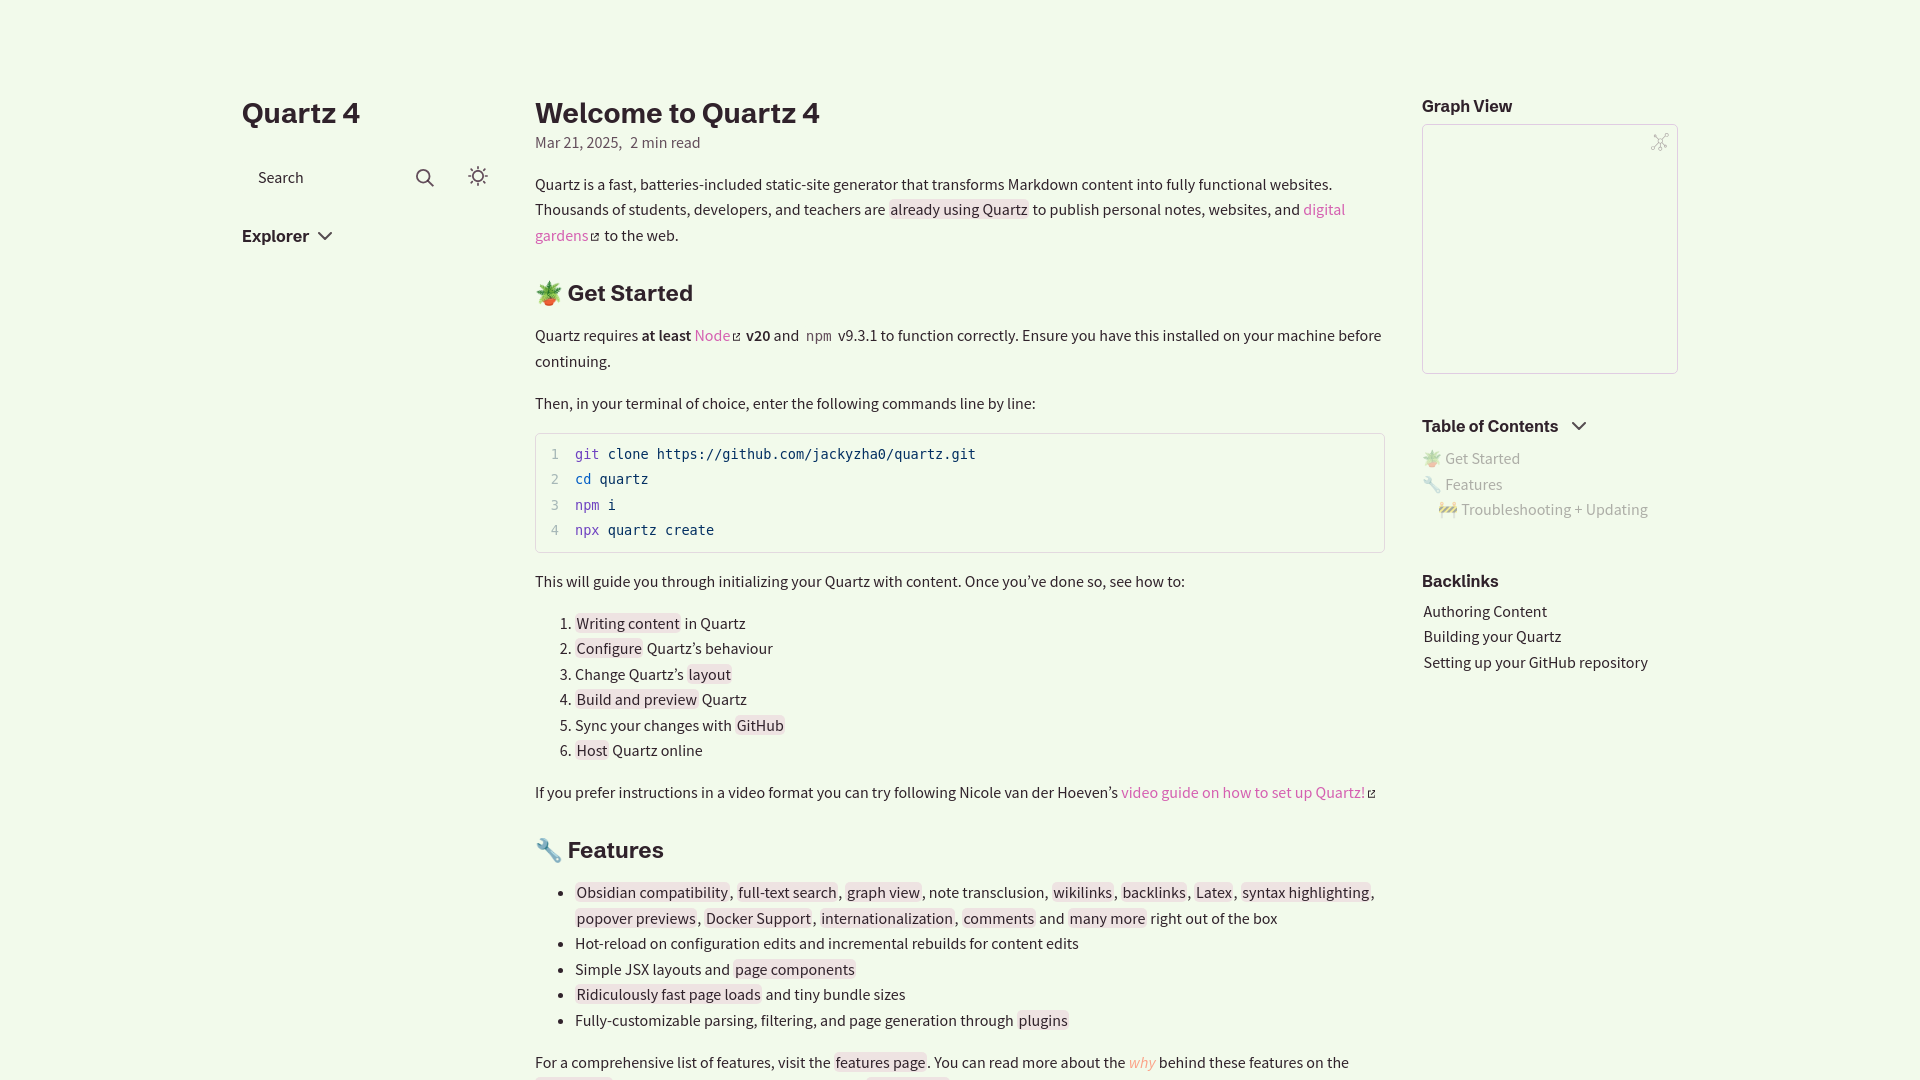 Quartz 4
Search
Explorer
Welcome to Quartz 4
Mar 21, 2025, 2 min read
Quartz is a fast, batteries-included static-site generator that transforms Markdown content into fully functional websites.
Thousands of students, developers, and teachers are already using Quartz to publish personal notes, websites, and digital
gardens to the web.
🪴 Get Started
Quartz requires at least Node v20 and npm v9.3.1 to function correctly. Ensure you have this installed on your machine before
continuing.
Then, in your terminal of choice, enter the following commands line by line:
1 git clone https://github.com/jackyzha0/quartz.git
2 cd quartz
3 npm i
4 npx quartz create
This will guide you through initializing your Quartz with content. Once you’ve done so, see how to:
1. Writing content in Quartz
2. Configure Quartz’s behaviour
3. Change Quartz’s layout
4. Build and preview Quartz
5. Sync your changes with GitHub
6. Host Quartz online
If you prefer instructions in a video format you can try following Nicole van der Hoeven’s video guide on how to set up Quartz!
🔧 Features
• Obsidian compatibility, full-text search, graph view, note transclusion, wikilinks, backlinks, Latex, syntax highlighting,
popover previews, Docker Support, internationalization, comments and many more right out of the box
• Hot-reload on configuration edits and incremental rebuilds for content edits
• Simple JSX layouts and page components
• Ridiculously fast page loads and tiny bundle sizes
• Fully-customizable parsing, filtering, and page generation through plugins
For a comprehensive list of features, visit the features page. You can read more about the why behind these features on the
Graph View
Table of Contents
🪴 Get Started
🔧 Features
🚧 Troubleshooting + Updating
Backlinks
Authoring Content
Building your Quartz
Setting up your GitHub repository